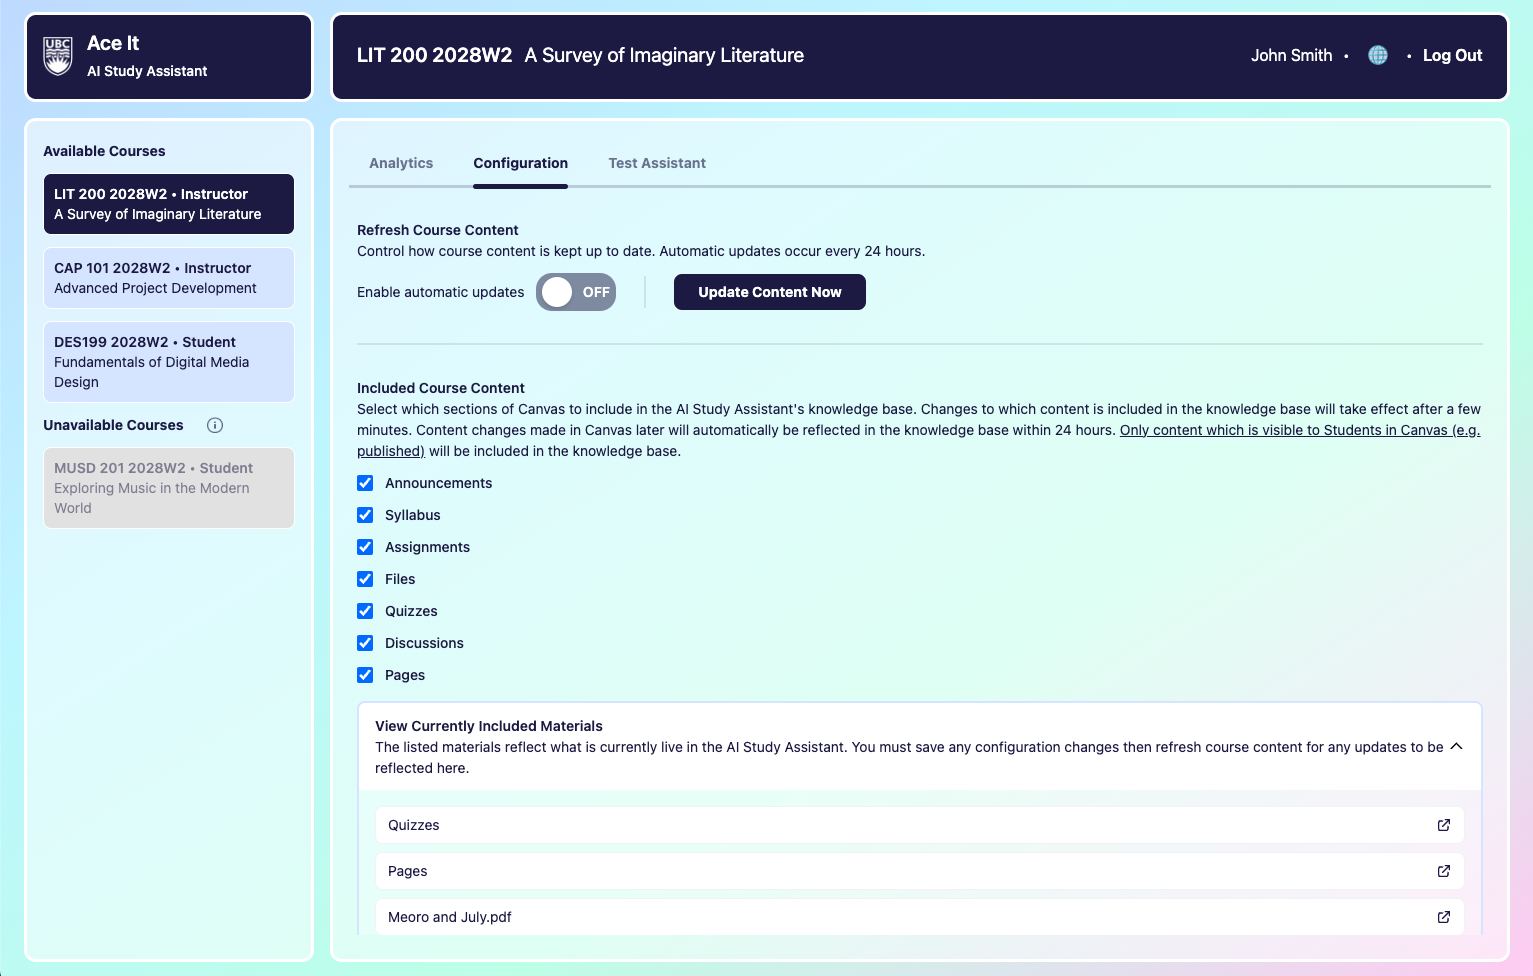 UBC
Ace It
AI Study Assistant
LIT 200 2028W2 A Survey of Imaginary Literature
John Smith • • Log Out
Available Courses
LIT 200 2028W2 • Instructor
A Survey of Imaginary Literature
CAP 101 2028W2 • Instructor
Advanced Project Development
DES199 2028W2 • Student
Fundamentals of Digital Media
Design
Unavailable Courses
MUSD 201 2028W2 • Student
Exploring Music in the Modern
World
Analytics Configuration Test Assistant
Refresh Course Content
Control how course content is kept up to date. Automatic updates occur every 24 hours.
Enable automatic updates OFF Update Content Now
Included Course Content
Select which sections of Canvas to include in the AI Study Assistant's knowledge base. Changes to which content is included in the knowledge base will take effect after a few
minutes. Content changes made in Canvas later will automatically be reflected in the knowledge base within 24 hours. Only content which is visible to Students in Canvas (e.g.
published) will be included in the knowledge base.
Announcements
Syllabus
Assignments
Files
Quizzes
Discussions
Pages
View Currently Included Materials
The listed materials reflect what is currently live in the AI Study Assistant. You must save any configuration changes then refresh course content for any updates to be
reflected here.
Quizzes
Pages
Meoro and July.pdf